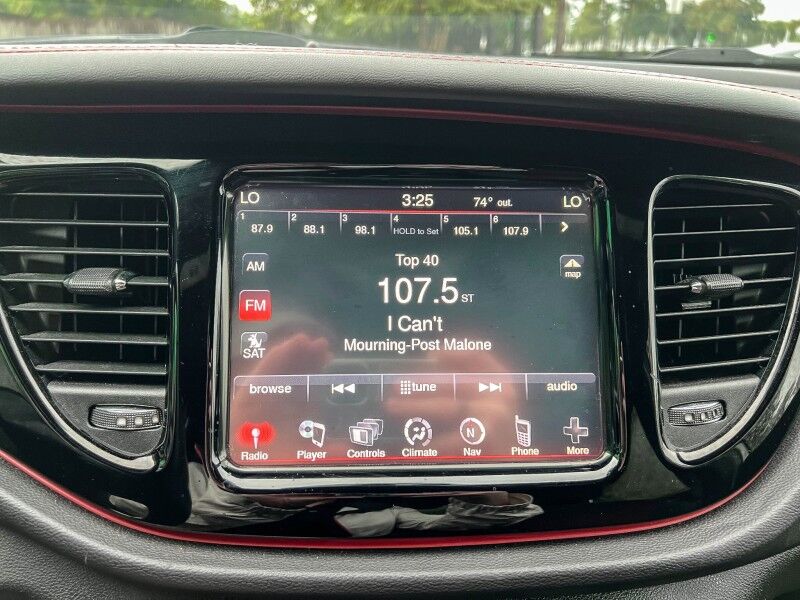 LO 3:25 74° out. LO
1 87.9 2 88.1 3 98.1 4 HOLD to Set 5 105.1 6 107.9
AM
Top 40
map
107.5 ST
FM
I Can't
SAT
Mourning-Post Malone
browse tune audio
N
Radio Player Controls Climate Nav Phone More